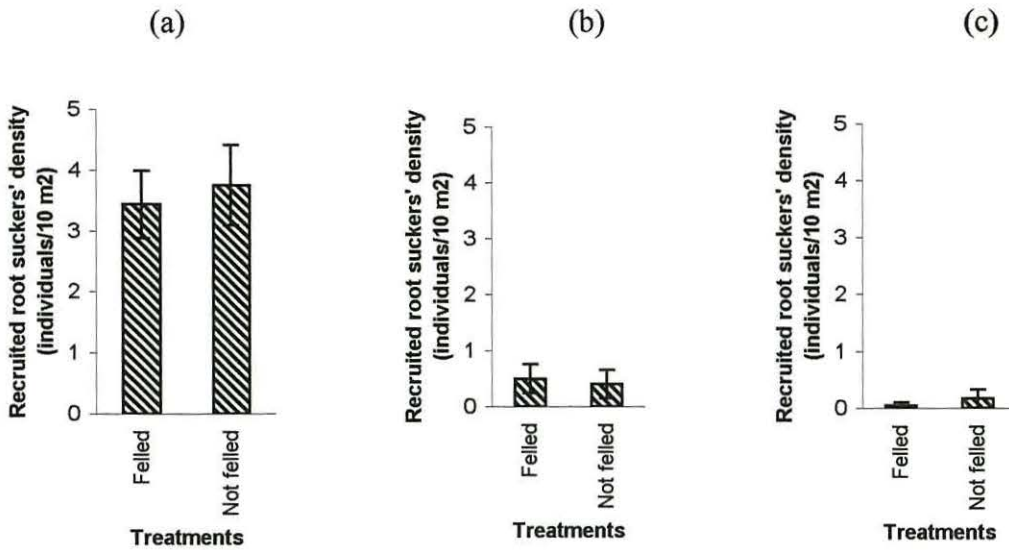 (a)
(b)
(c)
Recruited root suckers' density
(individuals/10 m2)
5
4
3
2
1
0
Felled
Not felled
Treatments
Recruited root suckers' density
(individuals/10 m2)
5
4
3
2
1
0
Felled
Not felled
Treatments
Recruited root suckers' density
(individuals/10 m2)
5
4
3
2
1
0
Felled
Not felled
Treatments